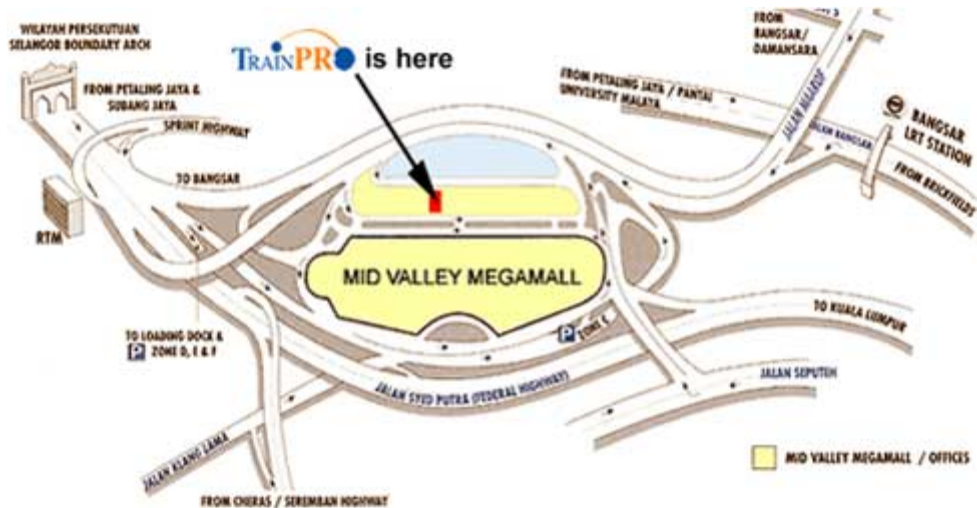 WILAYAH PERSEKUTUAN
SELANGOR BOUNDARY ARCH
TRAINPRO is here
FROM
BANGSAR/
DAMANSARA
FROM PETALING JAYA &
SUBANG JAYA
SPRINT HIGHWAY
FROM PETALING JAYA / PANTAI
UNIVERSITY MALAYA
JALAN MAAROF
JALAN BANGSAR
BANGSAR
LRT STATION
FROM BRICKFIELDS
TO BANGSAR
RTM
MID VALLEY MEGAMALL
TO LOADING DOCK &
P ZONE D, E & F
P ZONE C
TO KUALA LUMPUR
JALAN SYED PUTRA (FEDERAL HIGHWAY)
JALAN SEPUTEH
JALAN KLANG LAMA
MID VALLEY MEGAMALL / OFFICES
FROM CHERAS / SEREMBAN HIGHWAY